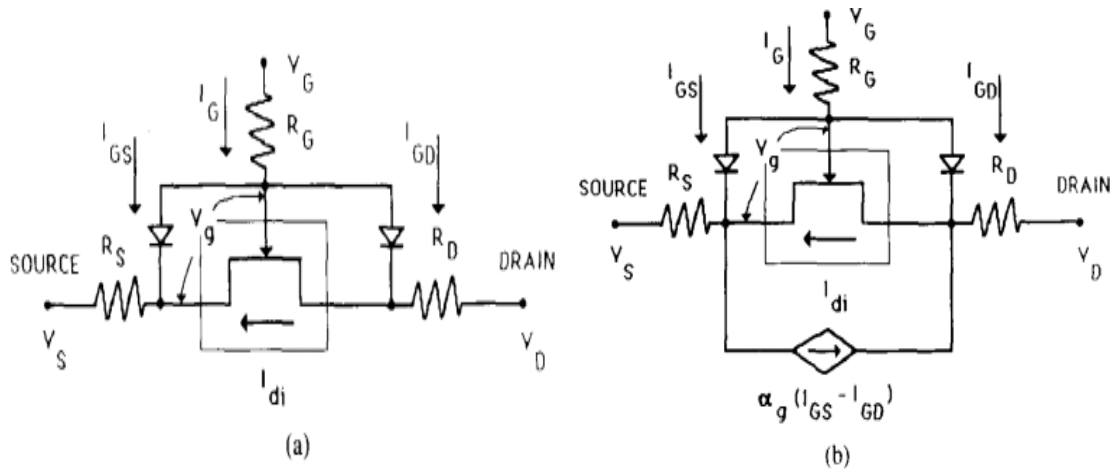 V_G
I_G
R_G
I_GS
I_GD
V_g
R_S
R_D
SOURCE
DRAIN
V_S
V_D
I_di
(a)
V_G
I_G
R_G
I_GS
I_GD
V_g
R_S
R_D
SOURCE
DRAIN
V_S
V_D
I_di
α_g (I_GS - I_GD)
(b)